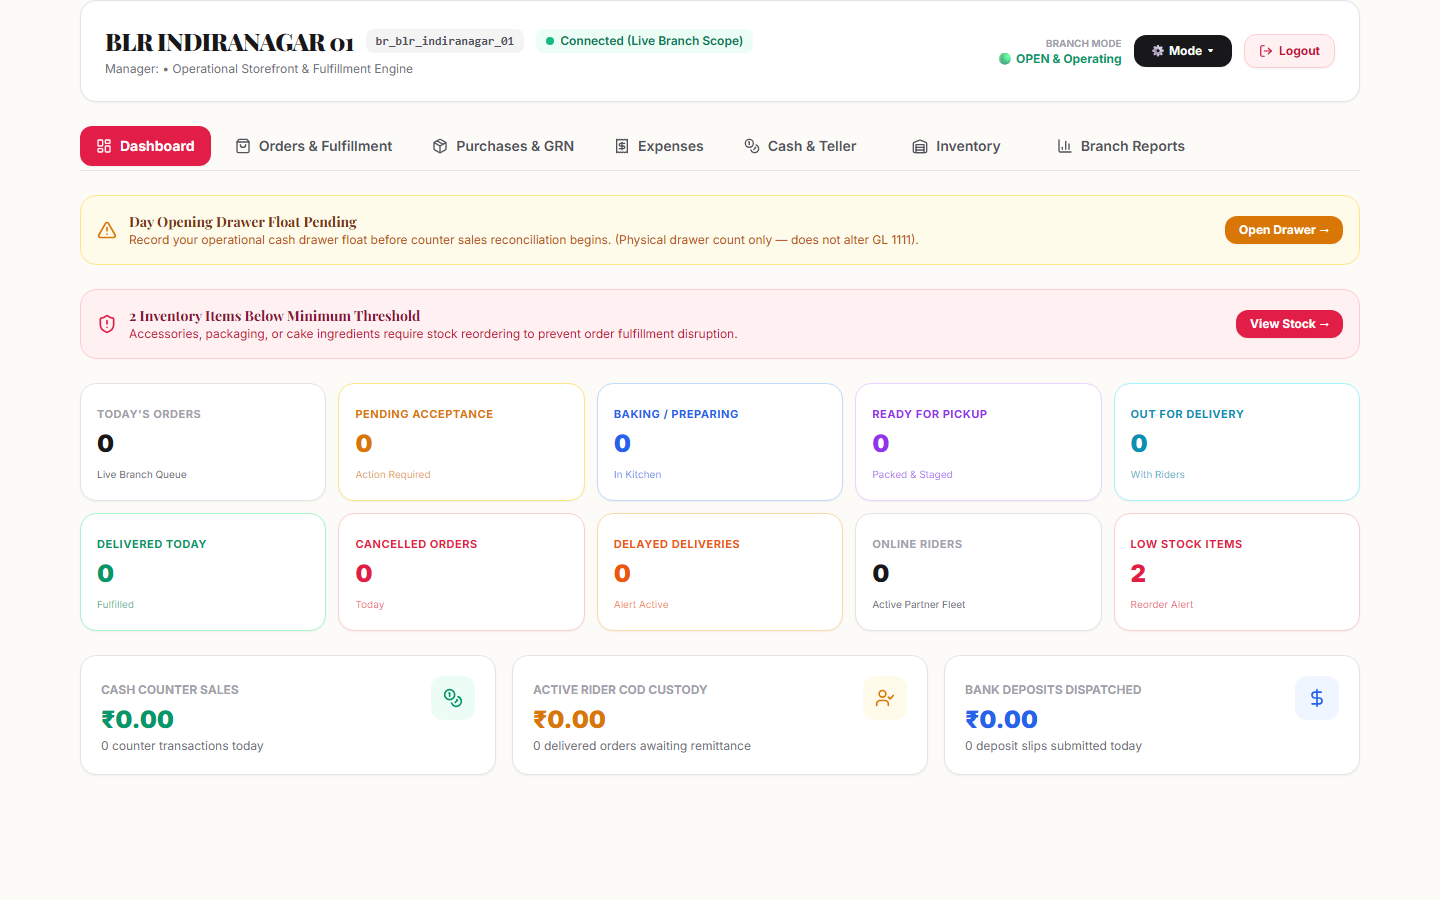 BLR INDIRANAGAR 01
br_blr_indiranagar_01
Connected (Live Branch Scope)
Manager: • Operational Storefront & Fulfillment Engine
BRANCH MODE
OPEN & Operating
Mode
Logout
Dashboard
Orders & Fulfillment
Purchases & GRN
Expenses
Cash & Teller
Inventory
Branch Reports
Day Opening Drawer Float Pending
Record your operational cash drawer float before counter sales reconciliation begins. (Physical drawer count only — does not alter GL 1111).
Open Drawer →
2 Inventory Items Below Minimum Threshold
Accessories, packaging, or cake ingredients require stock reordering to prevent order fulfillment disruption.
View Stock →
TODAY'S ORDERS
0
Live Branch Queue
PENDING ACCEPTANCE
0
Action Required
BAKING / PREPARING
0
In Kitchen
READY FOR PICKUP
0
Packed & Staged
OUT FOR DELIVERY
0
With Riders
DELIVERED TODAY
0
Fulfilled
CANCELLED ORDERS
0
Today
DELAYED DELIVERIES
0
Alert Active
ONLINE RIDERS
0
Active Partner Fleet
LOW STOCK ITEMS
2
Reorder Alert
CASH COUNTER SALES
₹0.00
0 counter transactions today
ACTIVE RIDER COD CUSTODY
₹0.00
0 delivered orders awaiting remittance
BANK DEPOSITS DISPATCHED
₹0.00
0 deposit slips submitted today